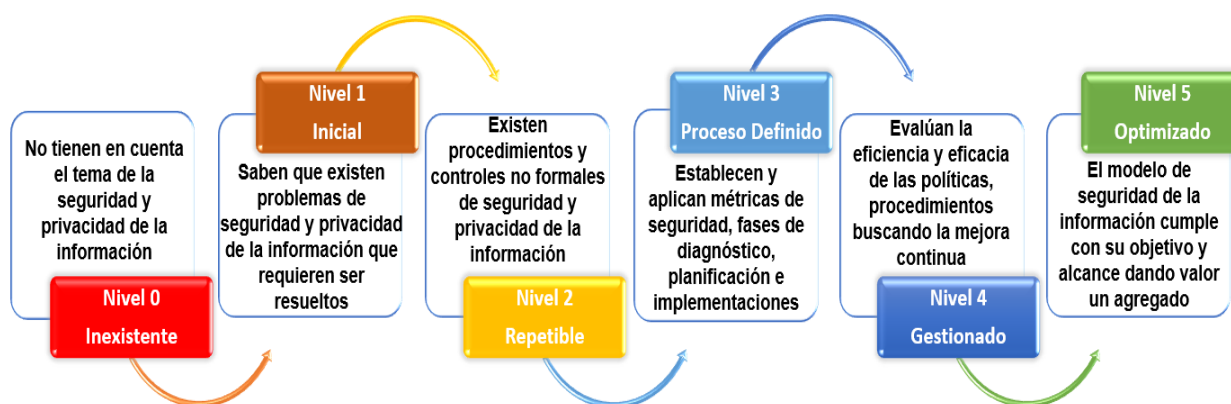 No tienen en cuenta
el tema de la
seguridad y
privacidad de la
información
Nivel 0
Inexistente
Nivel 1
Inicial
Saben que existen
problemas de
seguridad y privacidad
de la información que
requieren ser
resueltos
Existen
procedimientos y
controles no formales
de seguridad y
privacidad de la
información
Nivel 2
Repetible
Nivel 3
Proceso Definido
Establecen y
aplican métricas de
seguridad, fases de
diagnóstico,
planificación e
implementaciones
Evalúan la
eficiencia y eficacia
de las políticas,
procedimientos
buscando la mejora
continua
Nivel 4
Gestionado
Nivel 5
Optimizado
El modelo de
seguridad de la
información cumple
con su objetivo y
alcance dando valor
un agregado